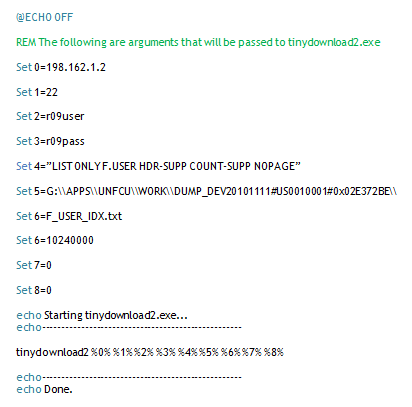 @ECHO OFF
REM The following are arguments that will be passed to tinydownload2.exe
Set 0=198.162.1.2
Set 1=22
Set 2=r09user
Set 3=r09pass
Set 4=”LIST ONLY F.USER HDR-SUPP COUNT-SUPP NOPAGE”
Set 5=G:\\APPS\\UNFCU\\WORK\\DUMP_DEV20101111#US0010001#0x02E372BE\\
Set 6=F_USER_IDX.txt
Set 6=10240000
Set 7=0
Set 8=0
echo Starting tinydownload2.exe...
echo----------------------------------------------------
tinydownload2 %0% %1% %2% %3% %4% %5% %6% %7% %8%
echo----------------------------------------------------
echo Done.